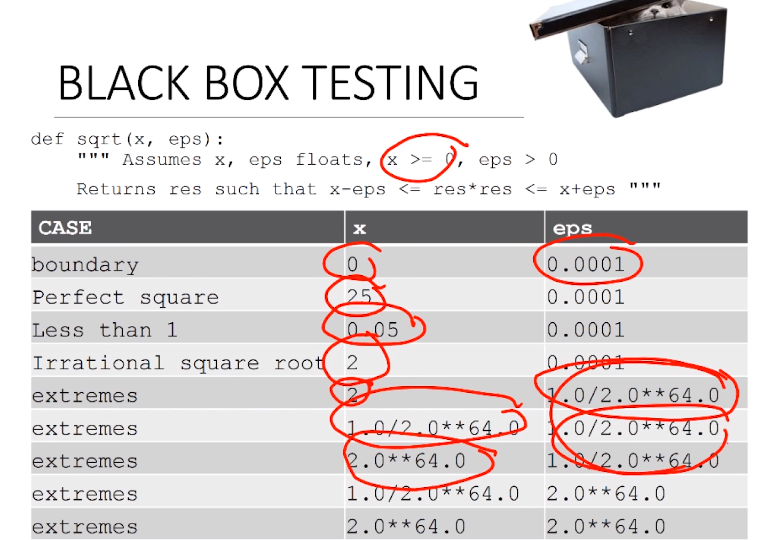 BLACK BOX TESTING
def sqrt(x, eps):
""" Assumes x, eps floats, x >= 0, eps > 0
Returns res such that x-eps <= res*res <= x+eps """
CASE x eps
boundary 0 0.0001
Perfect square 25 0.0001
Less than 1 0.05 0.0001
Irrational square root 2 0.0001
extremes 2 1.0/2.0**64.0
extremes 1.0/2.0**64.0 1.0/2.0**64.0
extremes 2.0**64.0 1.0/2.0**64.0
extremes 1.0/2.0**64.0 2.0**64.0
extremes 2.0**64.0 2.0**64.0